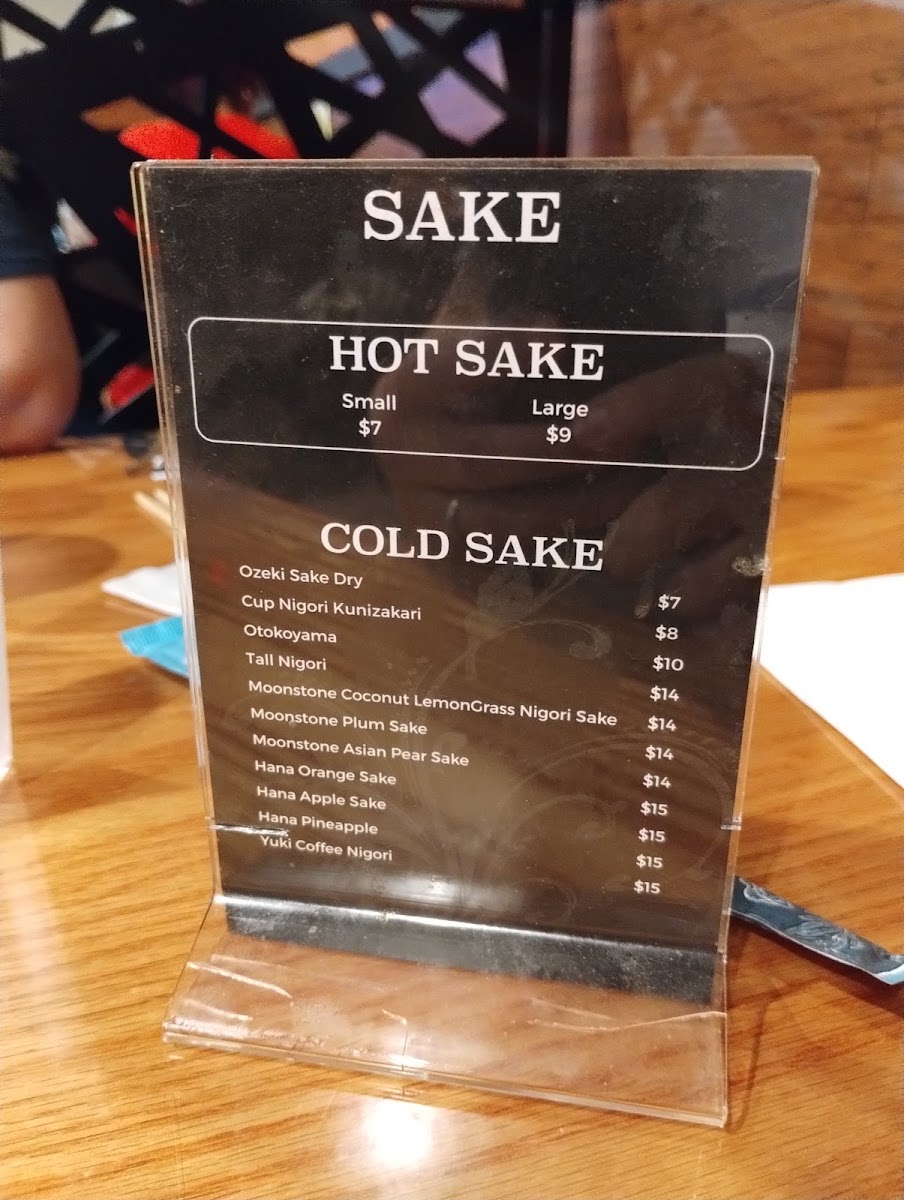 SAKE
HOT SAKE
Small Large
$7 $9
COLD SAKE
Ozeki Sake Dry $7
Cup Nigori Kunizakari $8
Otokoyama $10
Tall Nigori $14
Moonstone Coconut LemonGrass Nigori Sake $14
Moonstone Plum Sake $14
Moonstone Asian Pear Sake $14
Hana Orange Sake $15
Hana Apple Sake $15
Hana Pineapple $15
Yuki Coffee Nigori $15